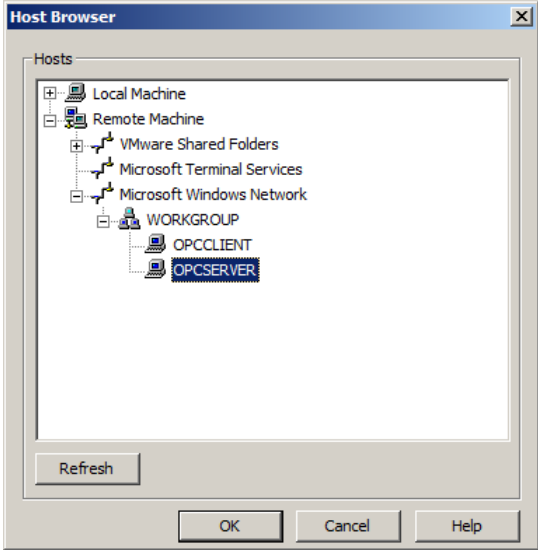 Host Browser
Hosts
Local Machine
Remote Machine
VMware Shared Folders
Microsoft Terminal Services
Microsoft Windows Network
WORKGROUP
OPCCLIENT
OPCSERVER
Refresh
OK Cancel Help